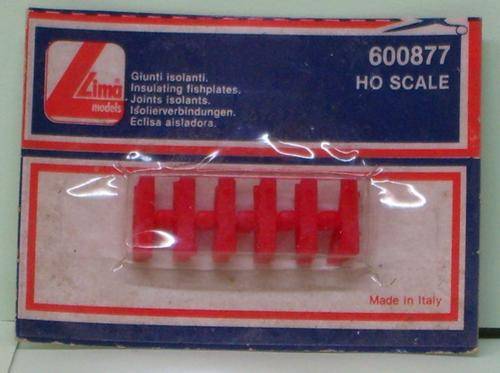 Lima
models
Giunti isolanti.
Insulating fishplates.
Joints isolants.
Isolierverbindungen.
Eclisa aisladora.
600877
HO SCALE
Made in Italy